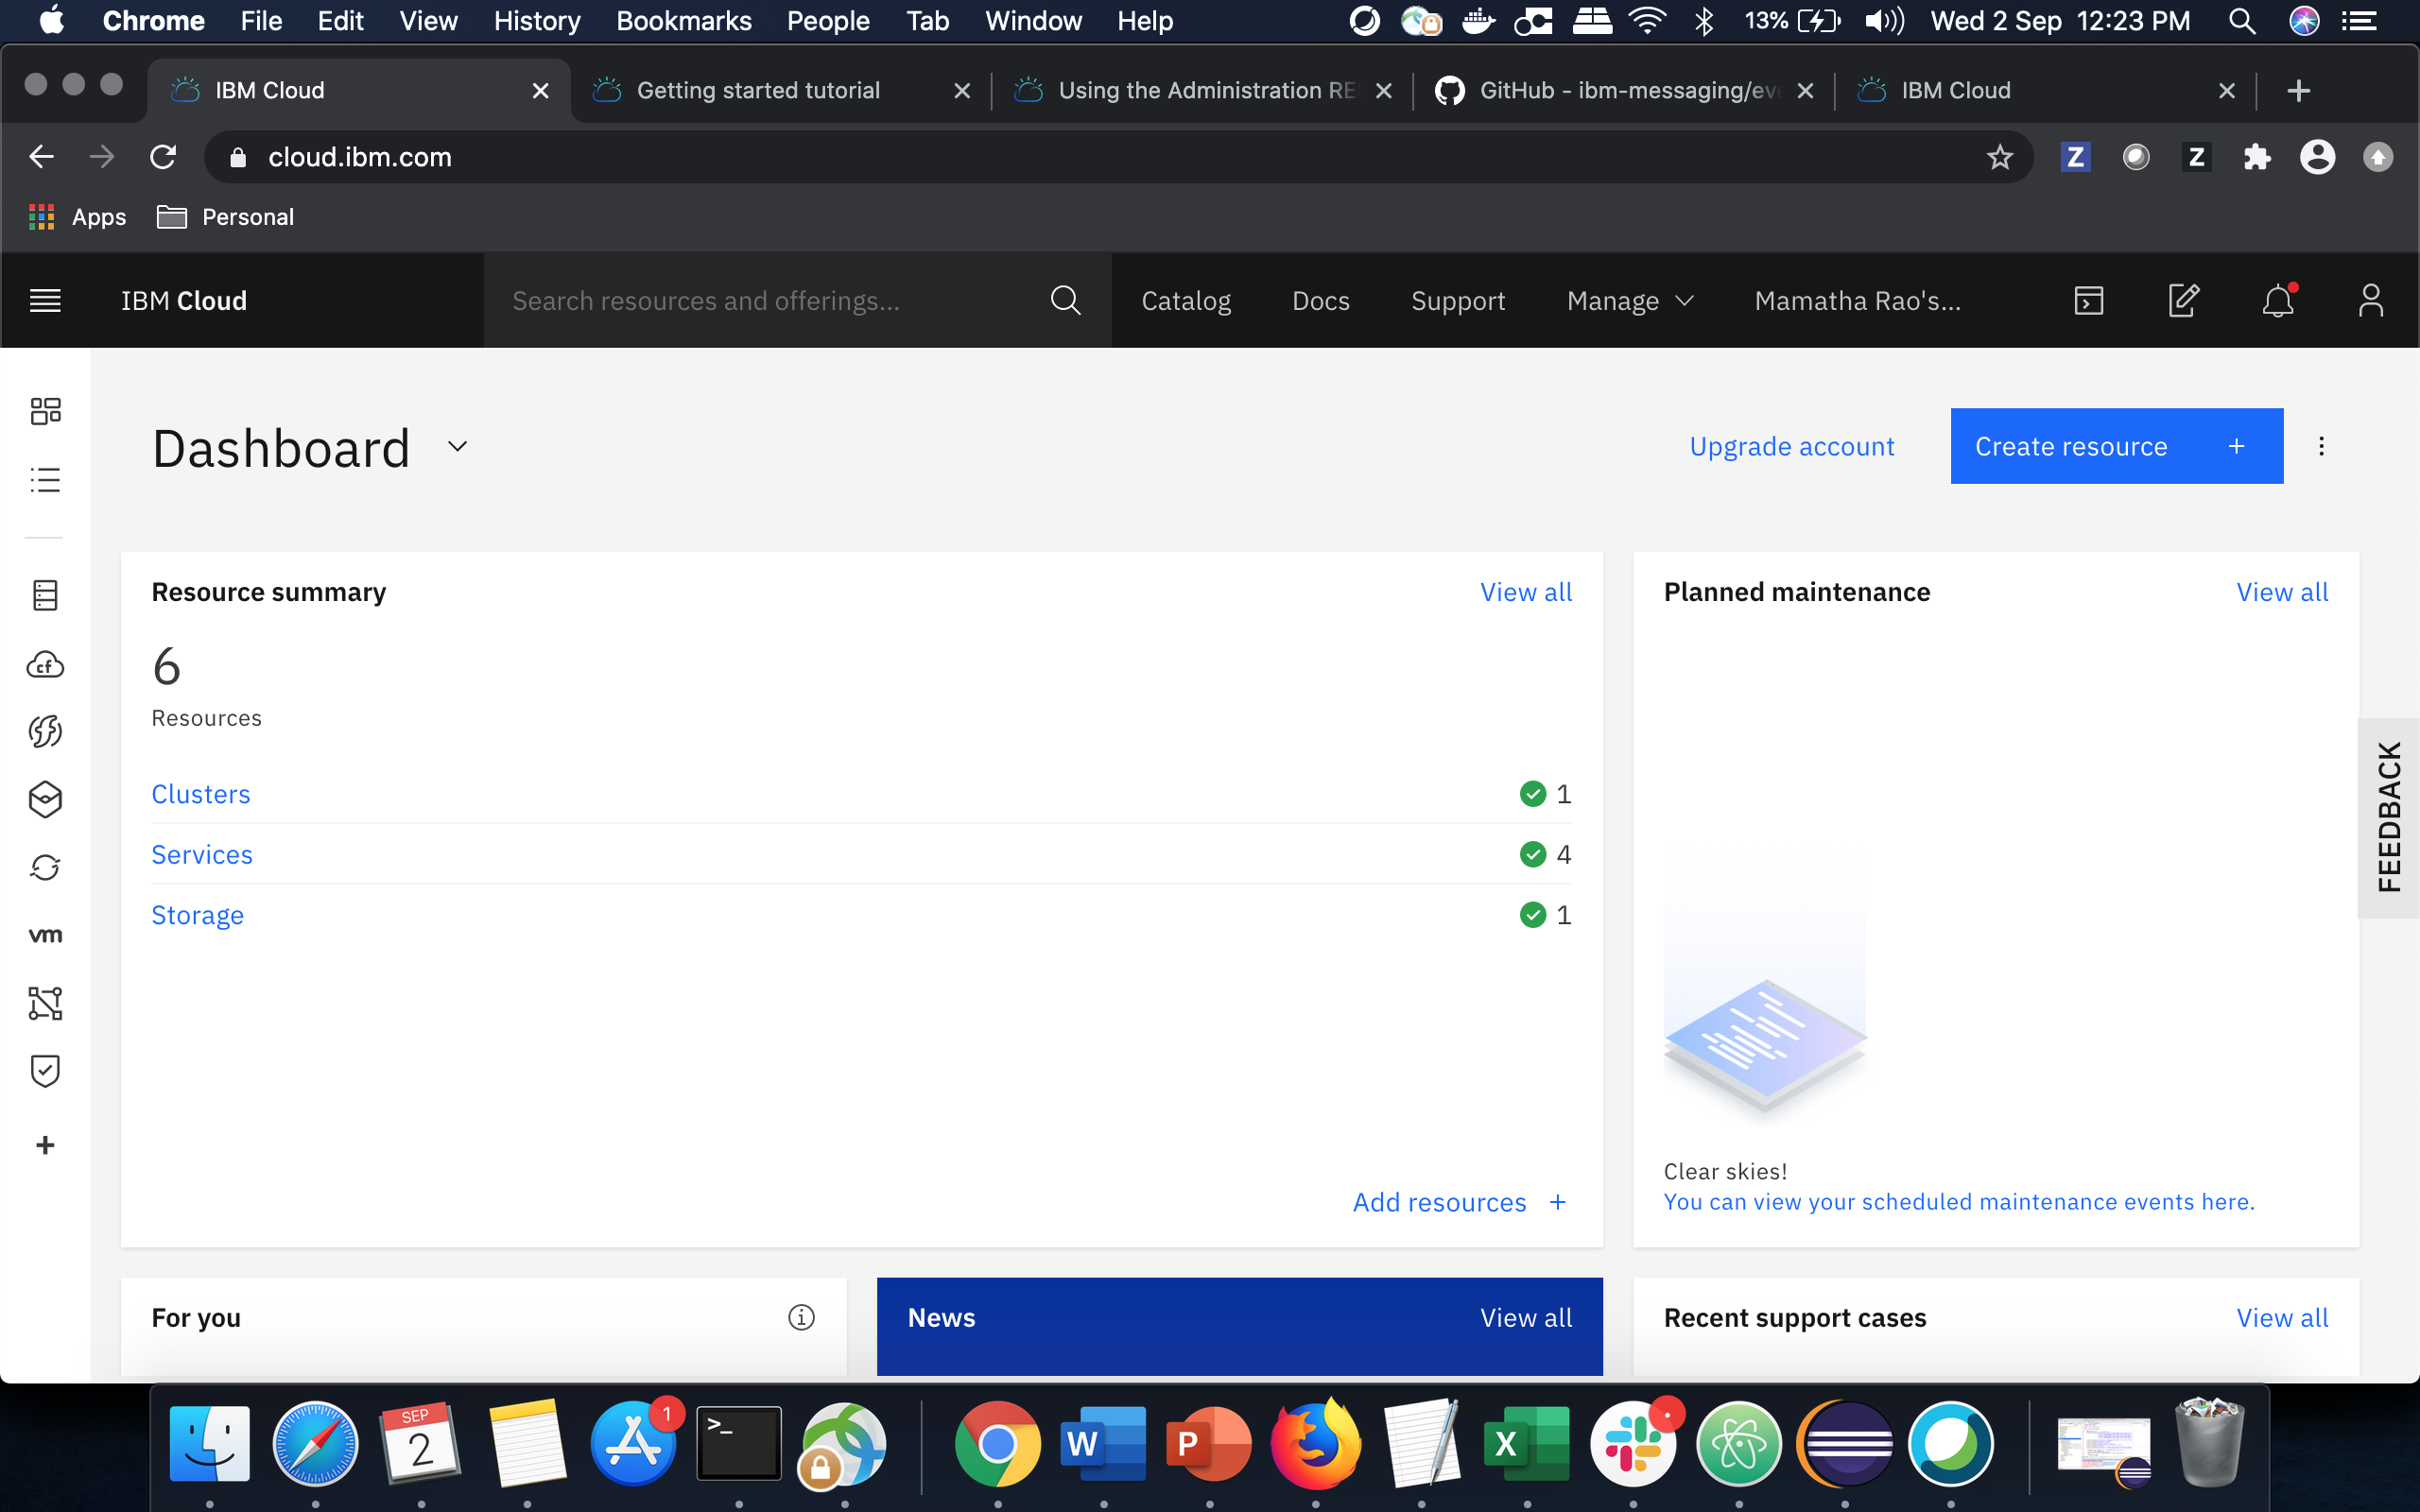 Chrome File Edit View History Bookmarks People Tab Window Help 13% Wed 2 Sep 12:23 PM
IBM Cloud Getting started tutorial Using the Administration RE GitHub - ibm-messaging/eve IBM Cloud
cloud.ibm.com
Z Z
Apps Personal
IBM Cloud Search resources and offerings... Catalog Docs Support Manage Mamatha Rao's...
Dashboard Upgrade account Create resource +
Resource summary View all
6
Resources
Clusters 1
Services 4
Storage 1
Add resources +
Planned maintenance View all
Clear skies!
You can view your scheduled maintenance events here.
FEEDBACK
cf
vm
For you
News View all
Recent support cases View all
SEP
2
1
>_
W
P
X